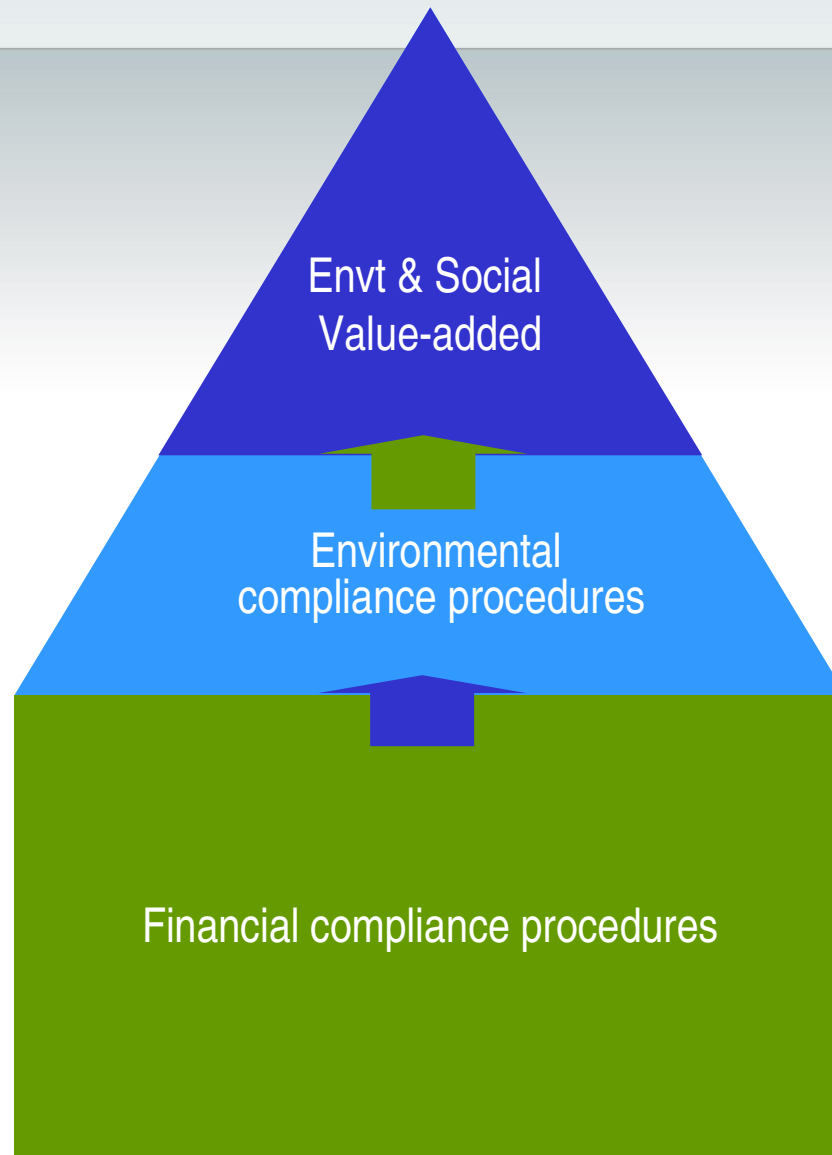 Envt & Social
Value-added
Environmental
compliance procedures
Financial compliance procedures